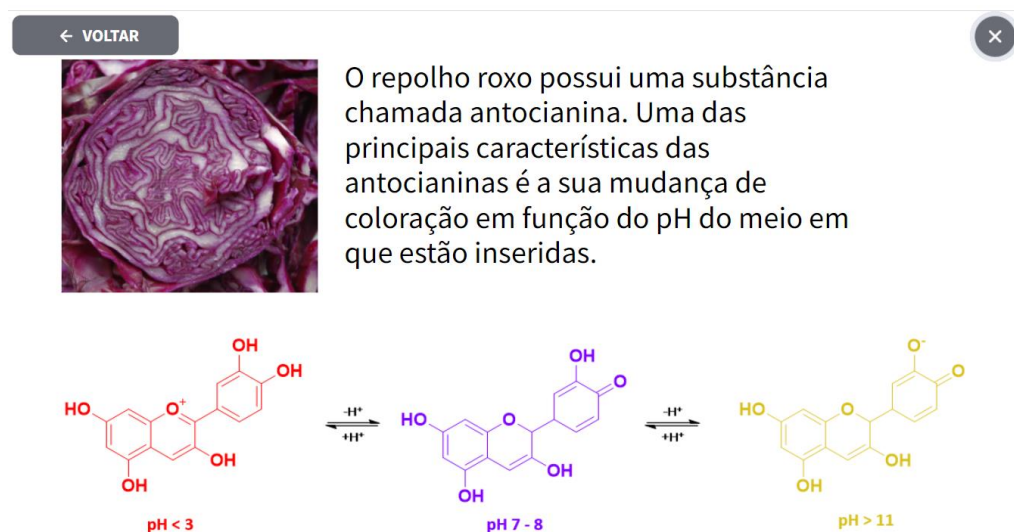 ← VOLTAR
×
O repolho roxo possui uma substância
chamada antocianina. Uma das
principais características das
antocianinas é a sua mudança de
coloração em função do pH do meio em
que estão inseridas.
OH
OH
HO
O⁺
OH
OH
pH < 3
-H⁺
+H⁺
OH
O
HO
O
OH
OH
pH 7 - 8
-H⁺
+H⁺
O⁻
O
HO
O
OH
OH
pH > 11